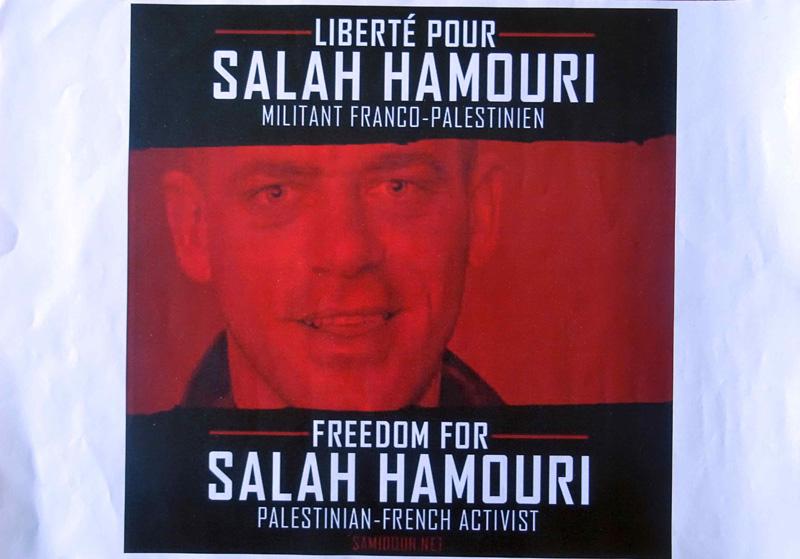 LIBERTÉ POUR
SALAH HAMOURI
MILITANT FRANCO-PALESTINIEN
FREEDOM FOR
SALAH HAMOURI
PALESTINIAN-FRENCH ACTIVIST
SAMIDOUN.NET